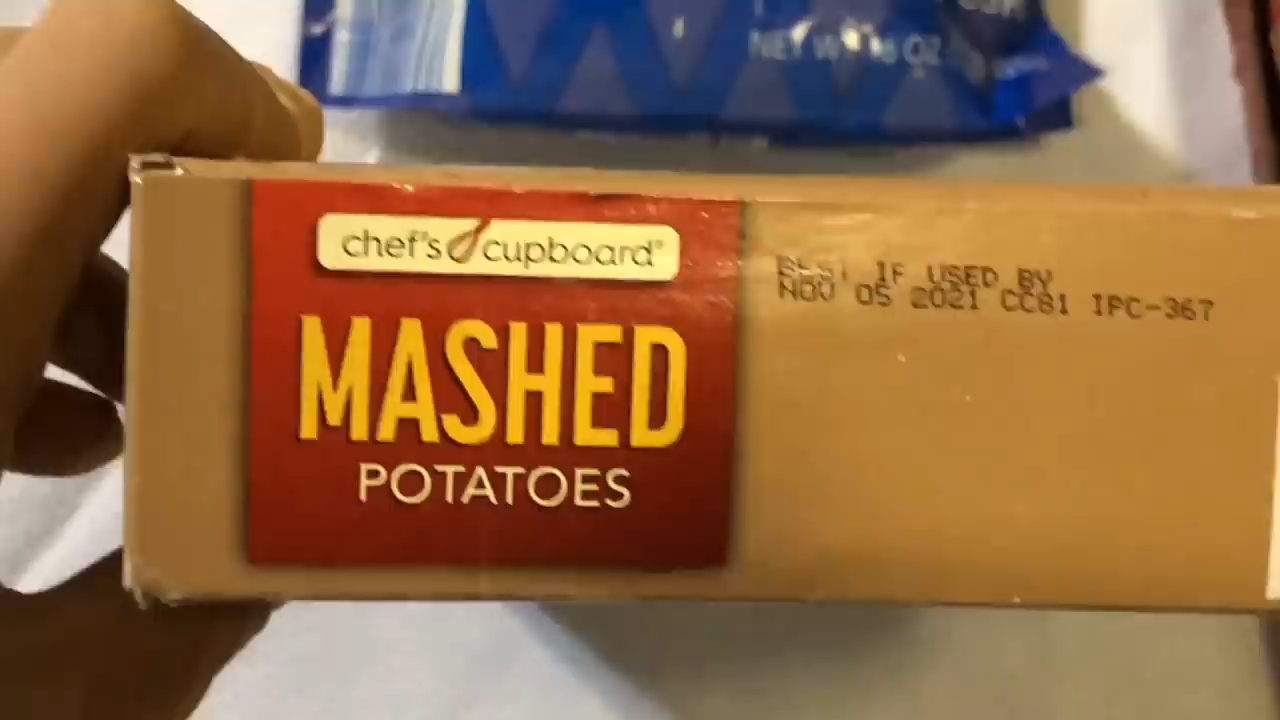 NET WT 16 OZ
chef's cupboard®
MASHED
POTATOES
BEST IF USED BY
NOV 05 2021 CC81 IPC-367